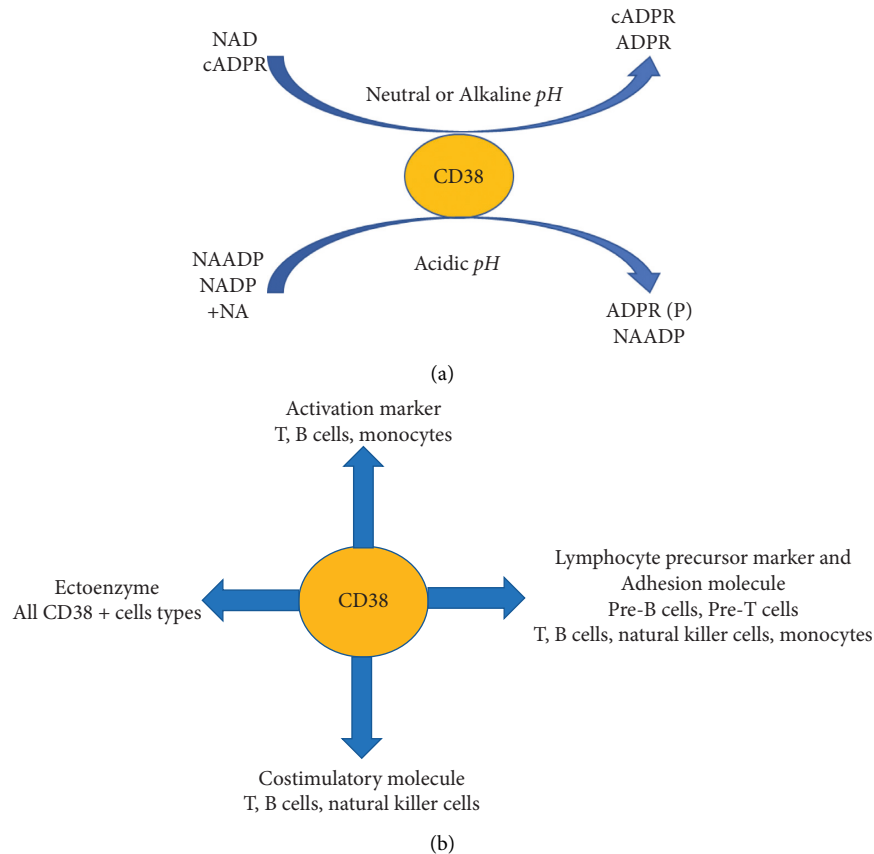 NAD
cADPR
cADPR
ADPR
Neutral or Alkaline pH
CD38
NAADP
NADP
+NA
Acidic pH
ADPR (P)
NAADP
(a)
Activation marker
T, B cells, monocytes
Ectoenzyme
All CD38 + cells types
CD38
Lymphocyte precursor marker and
Adhesion molecule
Pre-B cells, Pre-T cells
T, B cells, natural killer cells, monocytes
Costimulatory molecule
T, B cells, natural killer cells
(b)